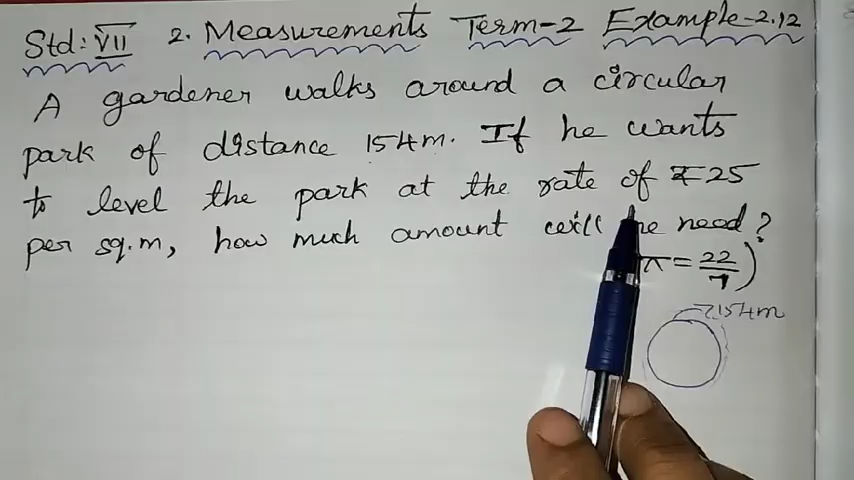 Std: VII 2. Measurements Term-2 Example-2.12
A gardener walks around a circular
park of distance 154m. If he wants
to level the park at the rate of ₹25
per sq.m, how much amount will he need?
π = 22/7)
154m